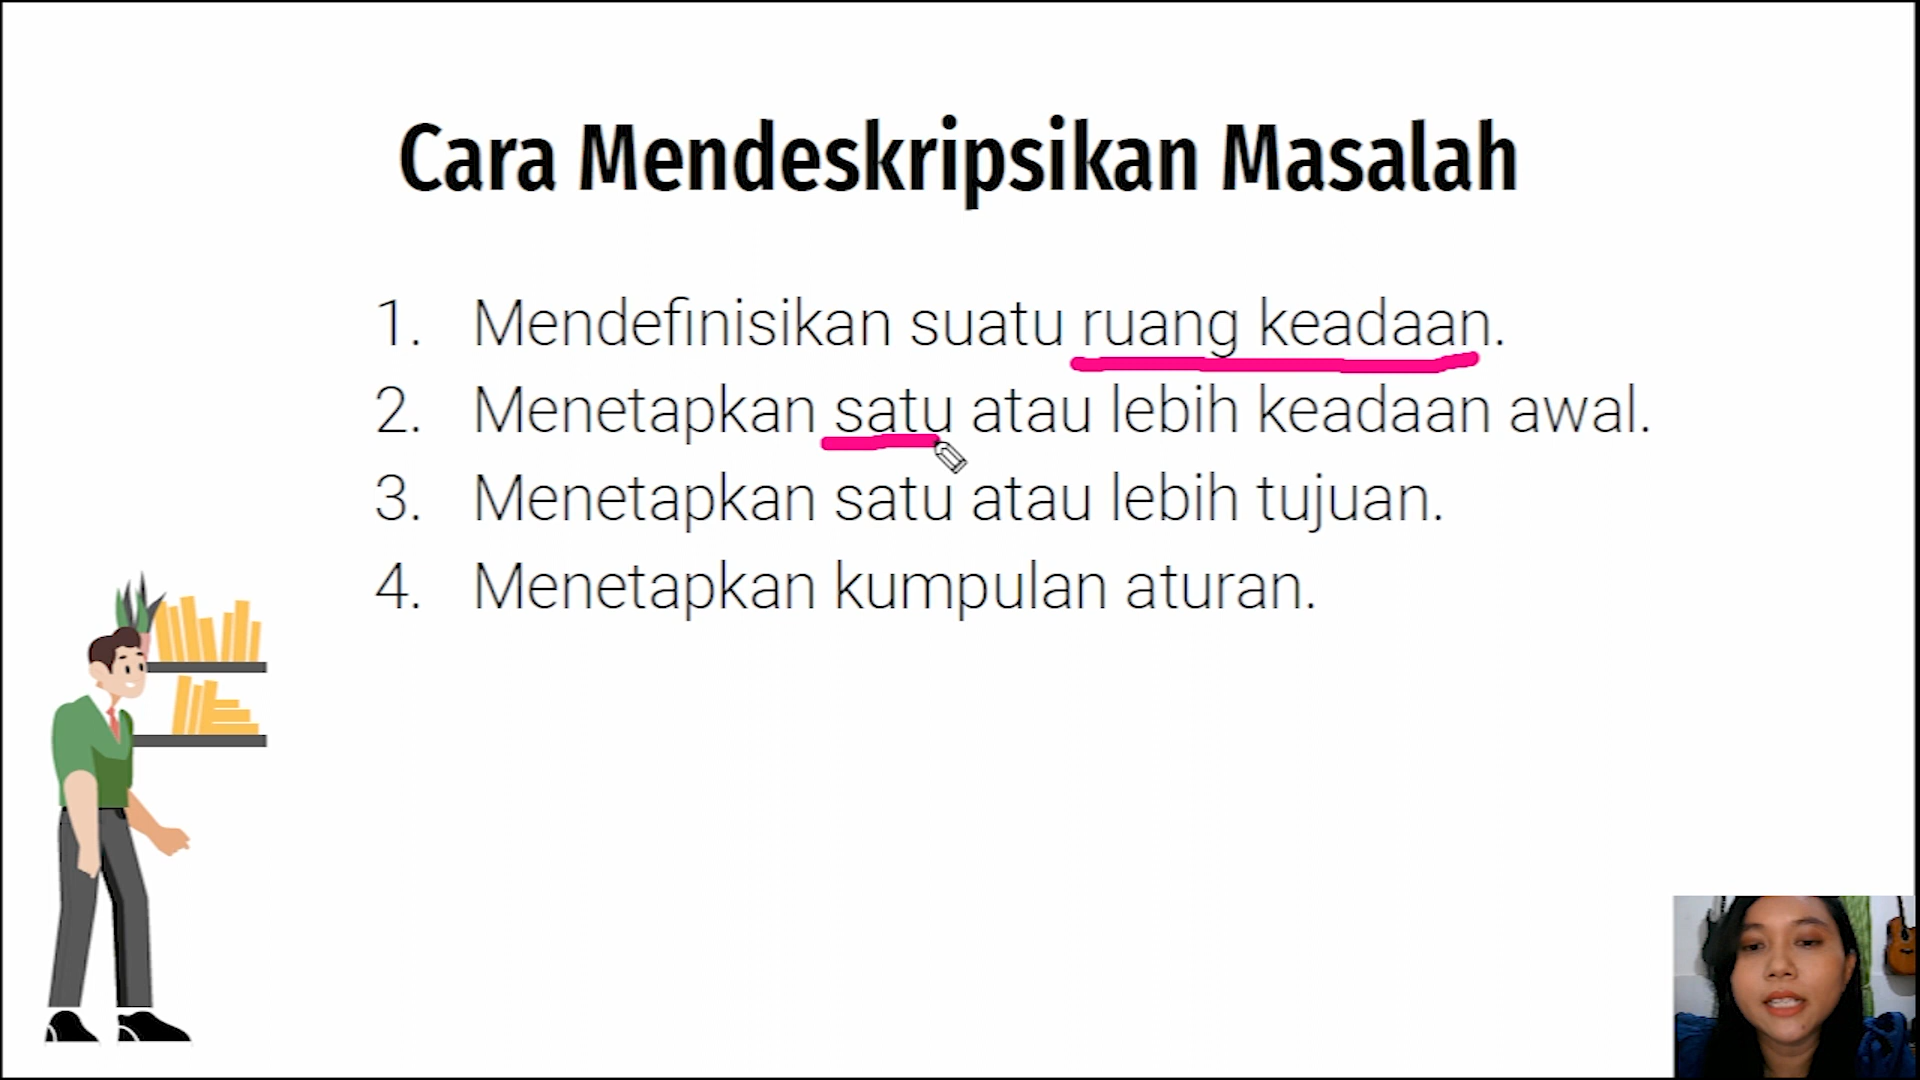 Cara Mendeskripsikan Masalah
1. Mendefinisikan suatu ruang keadaan.
2. Menetapkan satu atau lebih keadaan awal.
3. Menetapkan satu atau lebih tujuan.
4. Menetapkan kumpulan aturan.